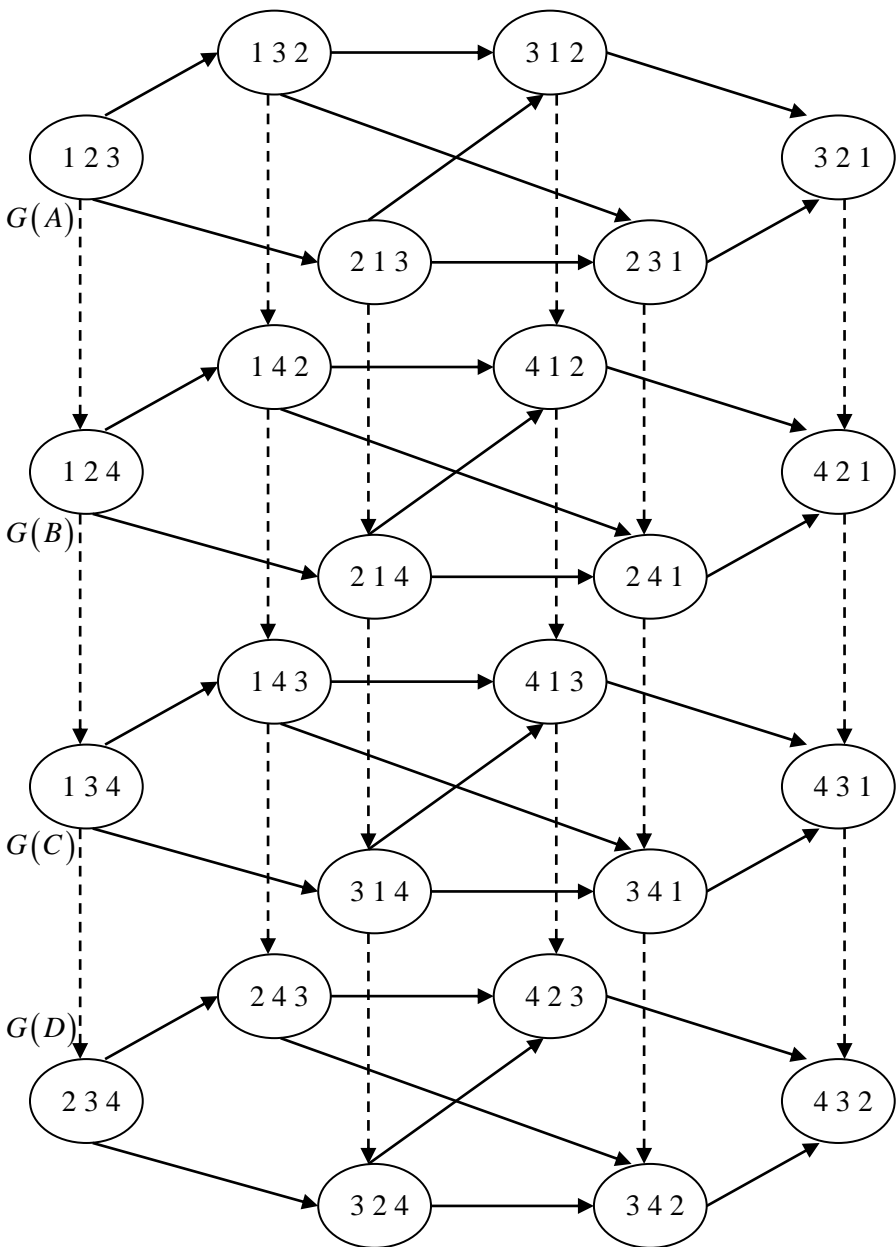 1 3 2
3 1 2
1 2 3
3 2 1
G(A)
2 1 3
2 3 1
1 4 2
4 1 2
1 2 4
4 2 1
G(B)
2 1 4
2 4 1
1 4 3
4 1 3
1 3 4
4 3 1
G(C)
3 1 4
3 4 1
2 4 3
4 2 3
G(D)
2 3 4
4 3 2
3 2 4
3 4 2